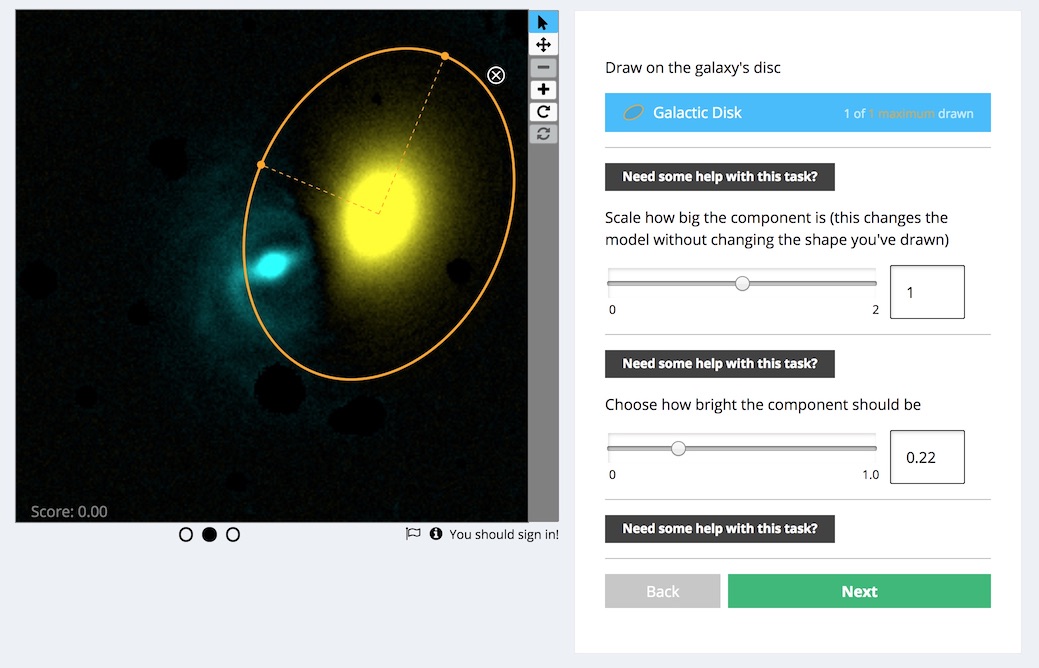 Draw on the galaxy's disc
Galactic Disk 1 of 1 maximum drawn
Need some help with this task?
Scale how big the component is (this changes the
model without changing the shape you've drawn)
1
0 2
Need some help with this task?
Choose how bright the component should be
0.22
0 1.0
Need some help with this task?
Back Next
Score: 0.00
You should sign in!